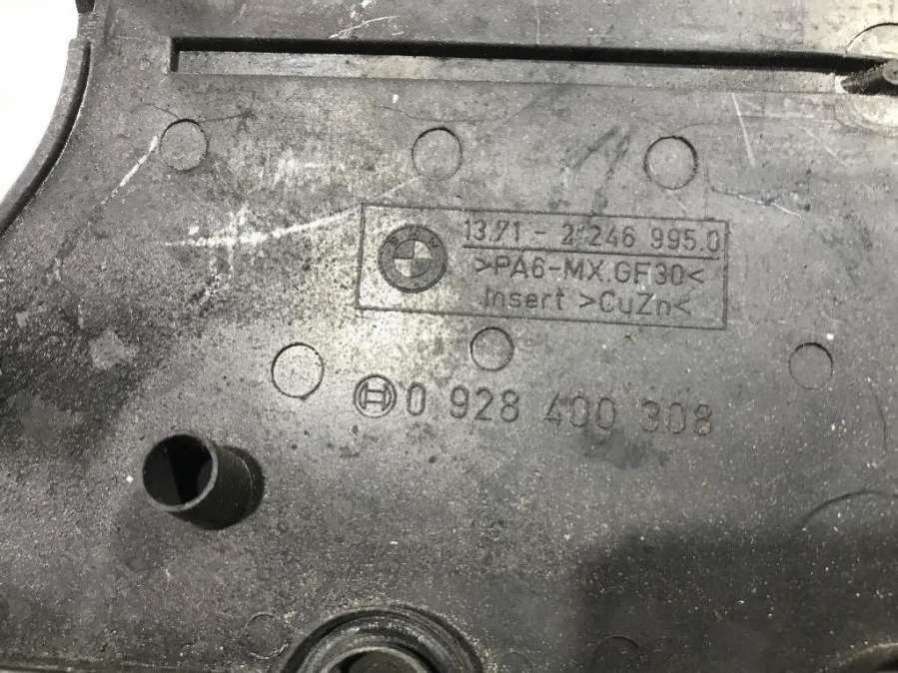 13.71 - 2 246 995.0
>PA6-MX.GF30<
Insert >CuZn<
0 928 400 308